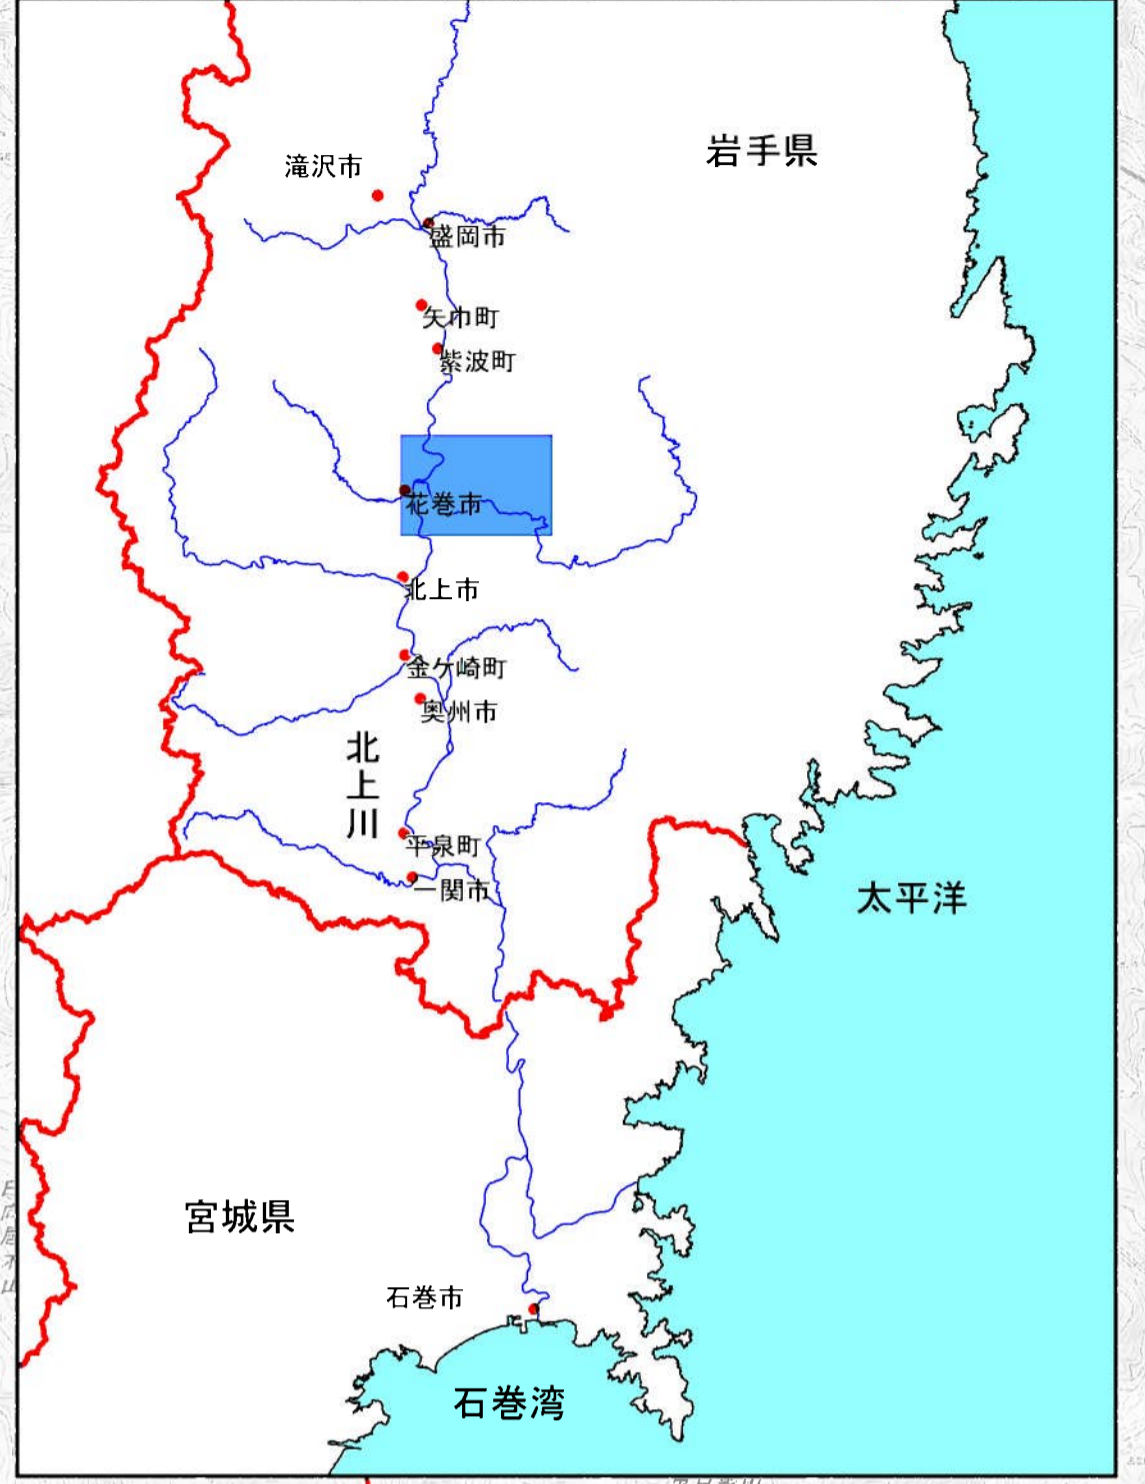 岩手県
滝沢市
盛岡市
矢巾町
紫波町
花巻市
北上市
金ケ崎町
奥州市
北上川
平泉町
一関市
太平洋
宮城県
石巻市
石巻湾